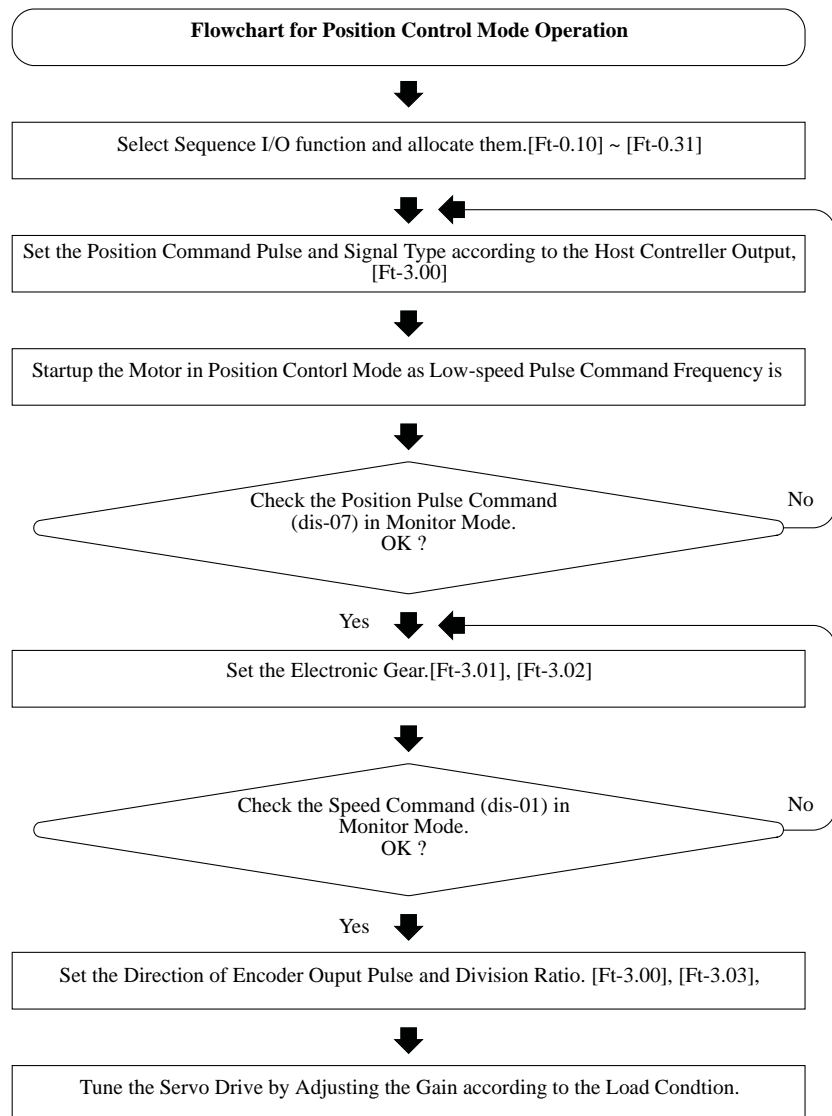 Flowchart for Position Control Mode Operation
Select Sequence I/O function and allocate them.[Ft-0.10] ~ [Ft-0.31]
Set the Position Command Pulse and Signal Type according to the Host Contreller Output,
[Ft-3.00]
Startup the Motor in Position Contorl Mode as Low-speed Pulse Command Frequency is
Check the Position Pulse Command
(dis-07) in Monitor Mode.
OK ?
No
Yes
Set the Electronic Gear.[Ft-3.01], [Ft-3.02]
Check the Speed Command (dis-01) in
Monitor Mode.
OK ?
No
Yes
Set the Direction of Encoder Ouput Pulse and Division Ratio. [Ft-3.00], [Ft-3.03],
Tune the Servo Drive by Adjusting the Gain according to the Load Condtion.